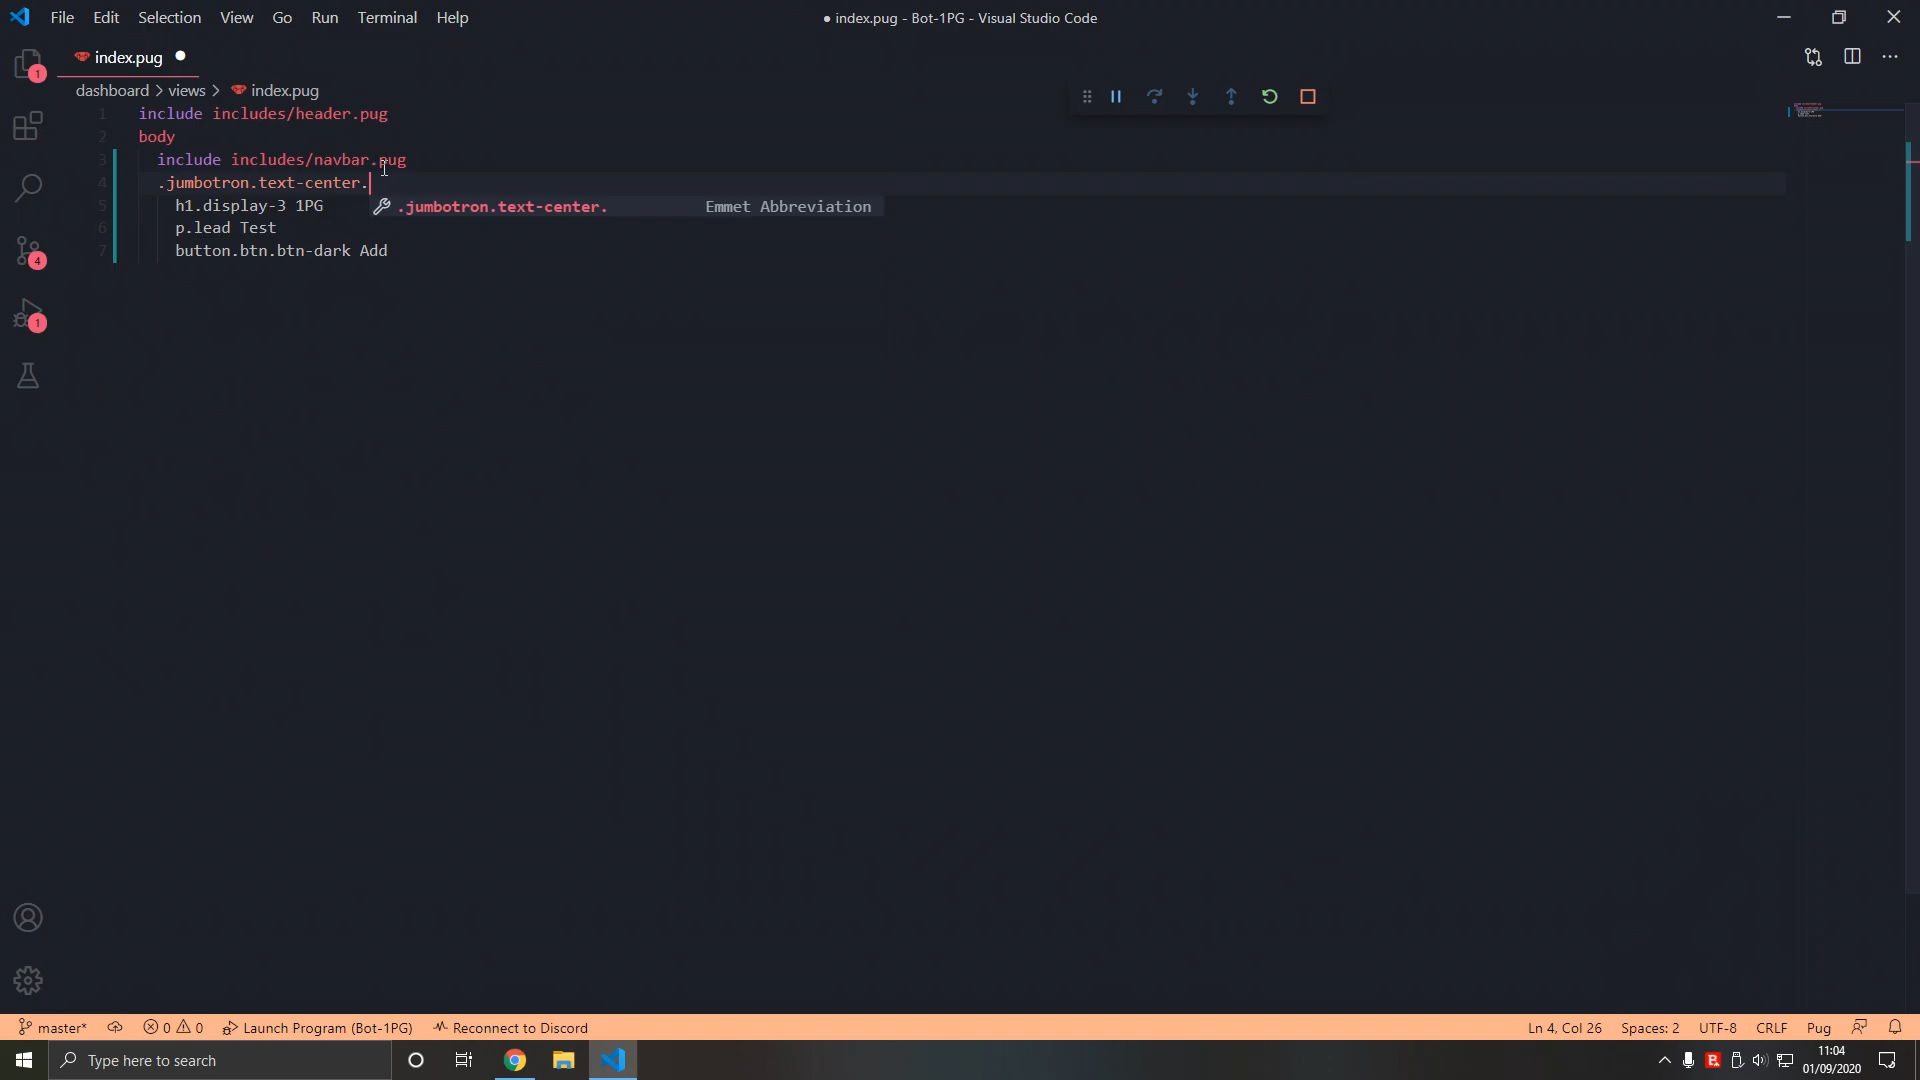 File Edit Selection View Go Run Terminal Help
● index.pug - Bot-1PG - Visual Studio Code
index.pug
dashboard > views > index.pug
1 include includes/header.pug
2 body
3 include includes/navbar.pug
4 .jumbotron.text-center.
.jumbotron.text-center. Emmet Abbreviation
5 h1.display-3 1PG
6 p.lead Test
7 button.btn.btn-dark Add
1
4
1
master* 0 0 Launch Program (Bot-1PG) Reconnect to Discord
Ln 4, Col 26 Spaces: 2 UTF-8 CRLF Pug
Type here to search
11:04
01/09/2020